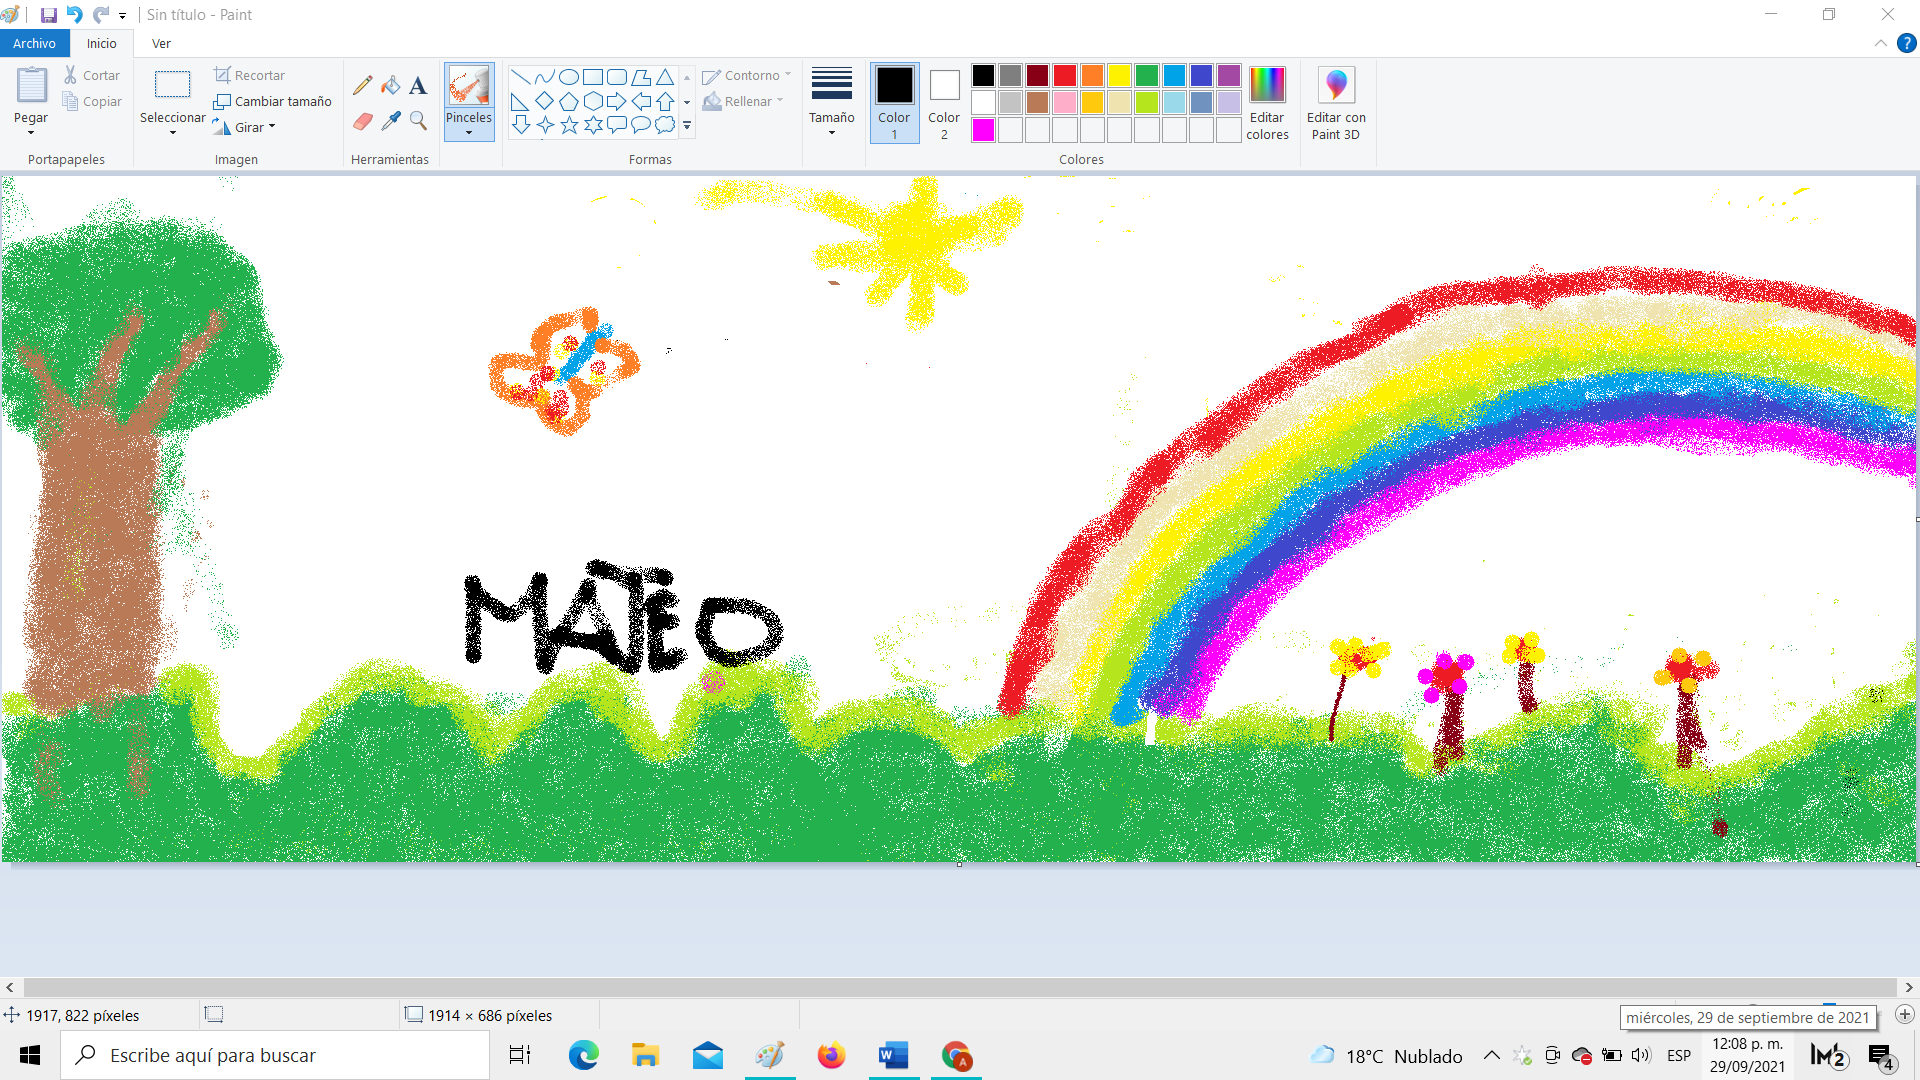 Sin título - Paint
Archivo Inicio Ver
Pegar
Cortar
Copiar
Portapapeles
Seleccionar
Recortar
Cambiar tamaño
Girar
Imagen
A
Herramientas
Pinceles
Formas
Contorno
Rellenar
Tamaño
Color 1
Color 2
Colores
Editar colores
Editar con Paint 3D
?
MATEO
1917, 822 píxeles
1914 × 686 píxeles
miércoles, 29 de septiembre de 2021
Escribe aquí para buscar
W
A
18°C Nublado
ESP
12:08 p. m.
29/09/2021
2
4